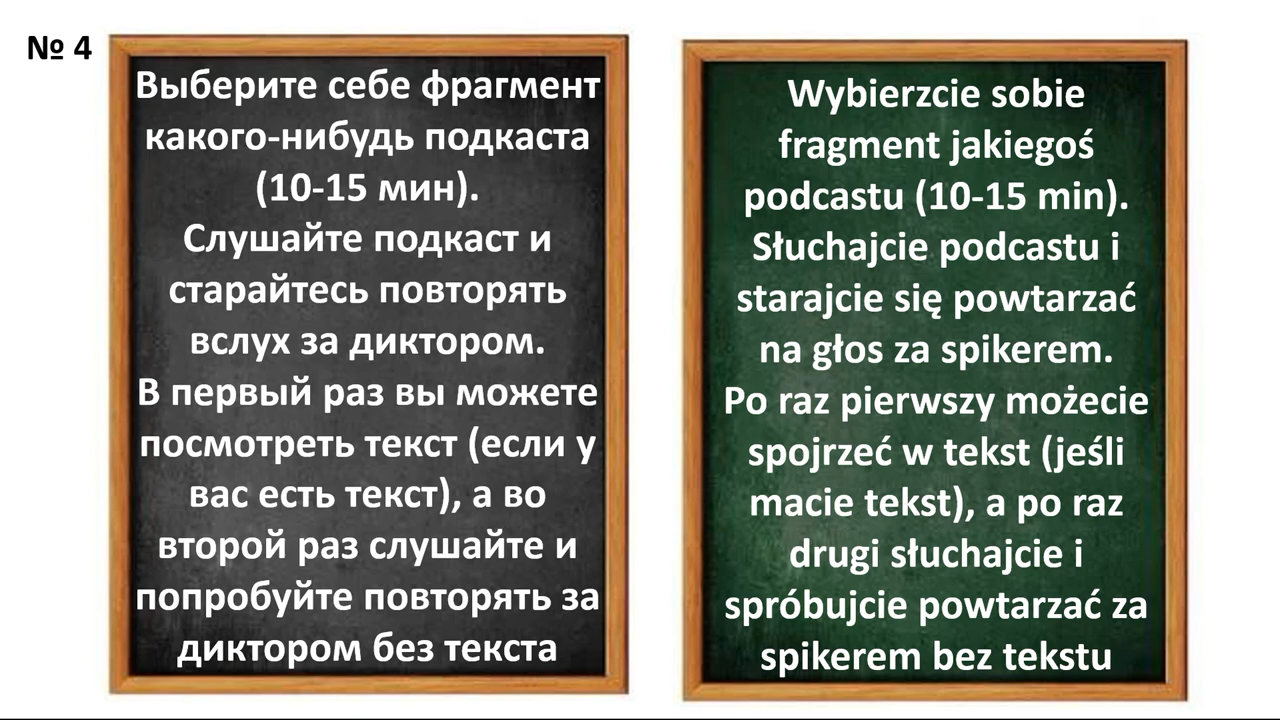 № 4
Выберите себе фрагмент
какого-нибудь подкаста
(10-15 мин).
Слушайте подкаст и
старайтесь повторять
вслух за диктором.
В первый раз вы можете
посмотреть текст (если у
вас есть текст), а во
второй раз слушайте и
попробуйте повторять за
диктором без текста
Wybierzcie sobie
fragment jakiegoś
podcastu (10-15 min).
Słuchajcie podcastu i
starajcie się powtarzać
na głos za spikerem.
Po raz pierwszy możecie
spojrzeć w tekst (jeśli
macie tekst), a po raz
drugi słuchajcie i
spróbujcie powtarzać za
spikerem bez tekstu